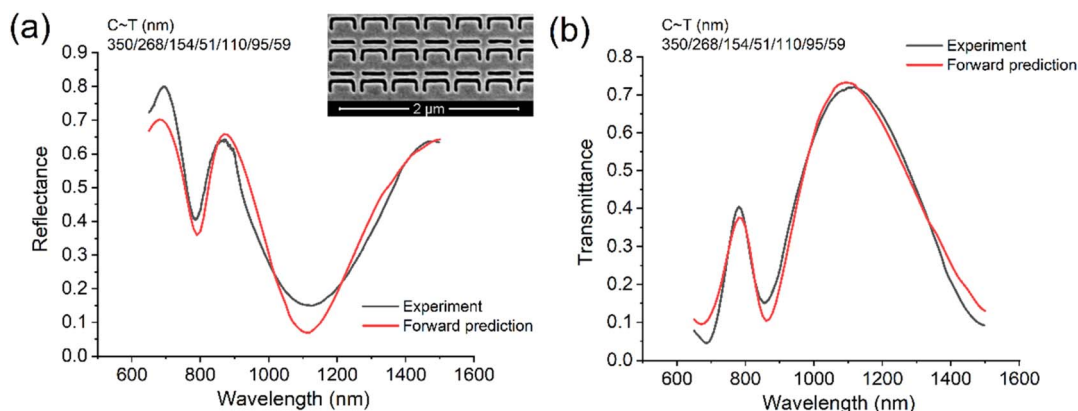 (a)
C~T (nm)
350/268/154/51/110/95/59
2 μm
0.9
0.8
0.7
0.6
0.5
0.4
0.3
0.2
0.1
0.0
Reflectance
Experiment
Forward prediction
600 800 1000 1200 1400 1600
Wavelength (nm)
(b)
C~T (nm)
350/268/154/51/110/95/59
Experiment
Forward prediction
0.8
0.7
0.6
0.5
0.4
0.3
0.2
0.1
0.0
Transmittance
600 800 1000 1200 1400 1600
Wavelength (nm)